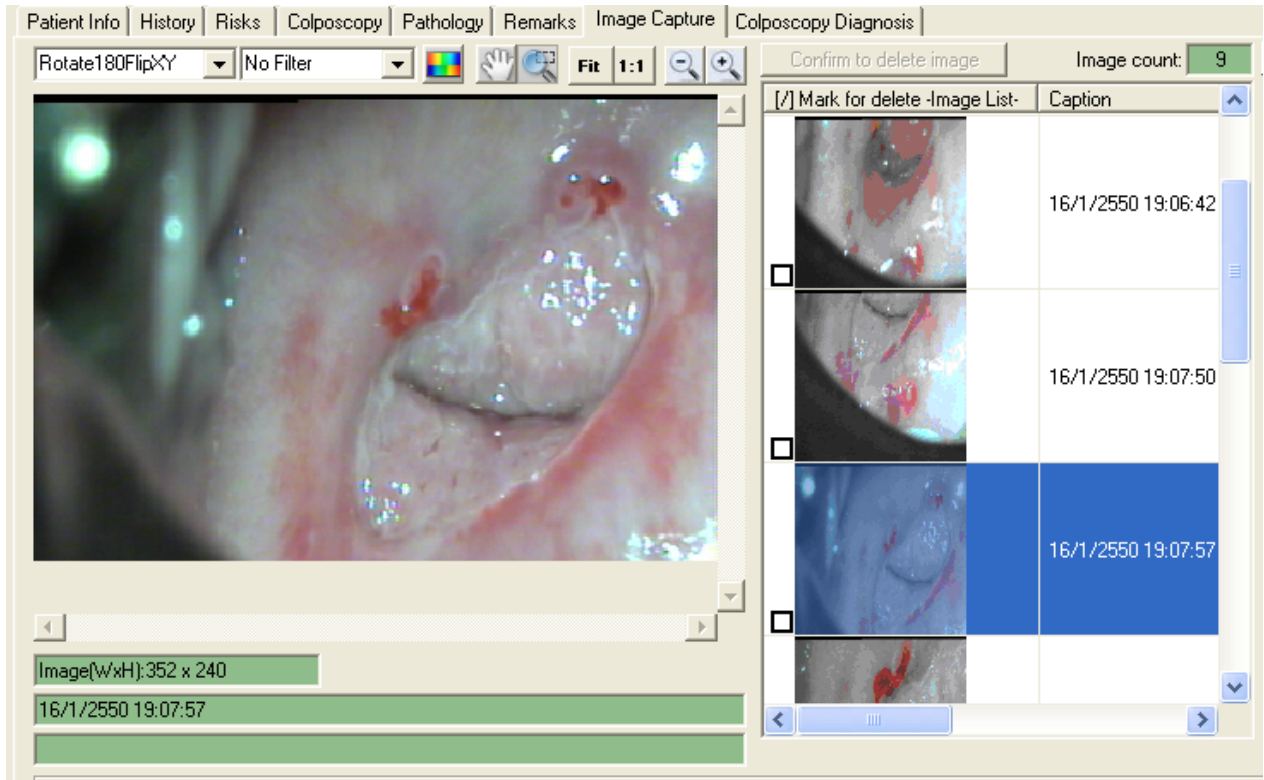 Patient Info History Risks Colposcopy Pathology Remarks Image Capture Colposcopy Diagnosis
Rotate180FlipXY No Filter Fit 1:1 Confirm to delete image Image count: 9
[/] Mark for delete -Image List- Caption
16/1/2550 19:06:42
16/1/2550 19:07:50
16/1/2550 19:07:57
Image(WxH):352 x 240
16/1/2550 19:07:57